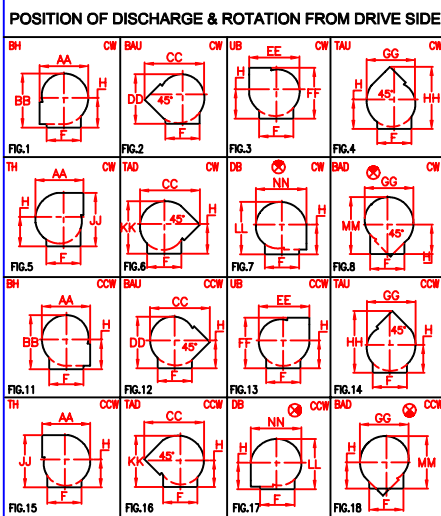 POSITION OF DISCHARGE & ROTATION FROM DRIVE SIDE
BH CW
AA
BB
H
F
FIG.1
BAU CW
CC
DD
45°
F
FIG.2
UB CW
EE
H
FF
F
FIG.3
TAU CW
GG
45°
H
HH
F
FIG.4
TH CW
AA
H
JJ
F
FIG.5
TAD CW
CC
KK
45°
H
F
FIG.6
DB CW
NN
LL
H
F
FIG.7
BAD CW
GG
MM
45°
H
F
FIG.8
BH CCW
AA
BB
H
F
FIG.11
BAU CCW
CC
DD
45°
H
F
FIG.12
UB CCW
EE
FF
H
F
FIG.13
TAU CCW
GG
45°
HH
H
F
FIG.14
TH CCW
AA
JJ
H
F
FIG.15
TAD CCW
CC
KK
45°
H
F
FIG.16
DB CCW
NN
H
LL
F
FIG.17
BAD CCW
GG
H
MM
F
FIG.18